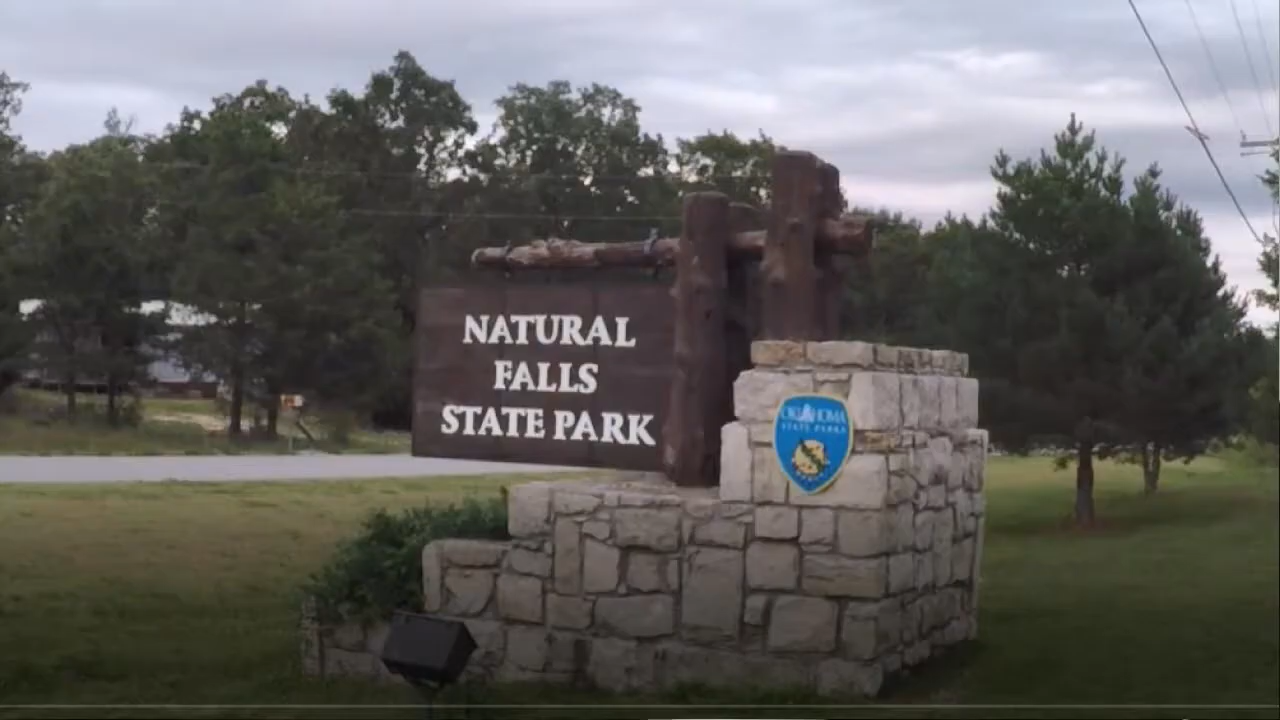 NATURAL
FALLS
STATE PARK
OKLAHOMA
STATE PARKS